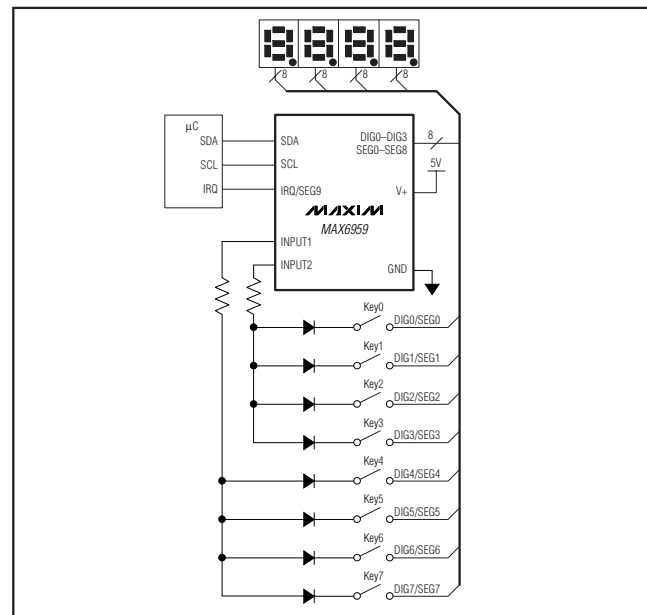 8 8 8 8
µC
SDA SDA DIG0–DIG3 8
SEG0–SEG8
SCL SCL 5V
IRQ IRQ/SEG9 V+
MAXIM
MAX6959
INPUT1
INPUT2 GND
Key0
DIG0/SEG0
Key1
DIG1/SEG1
Key2
DIG2/SEG2
Key3
DIG3/SEG3
Key4
DIG4/SEG4
Key5
DIG5/SEG5
Key6
DIG6/SEG6
Key7
DIG7/SEG7